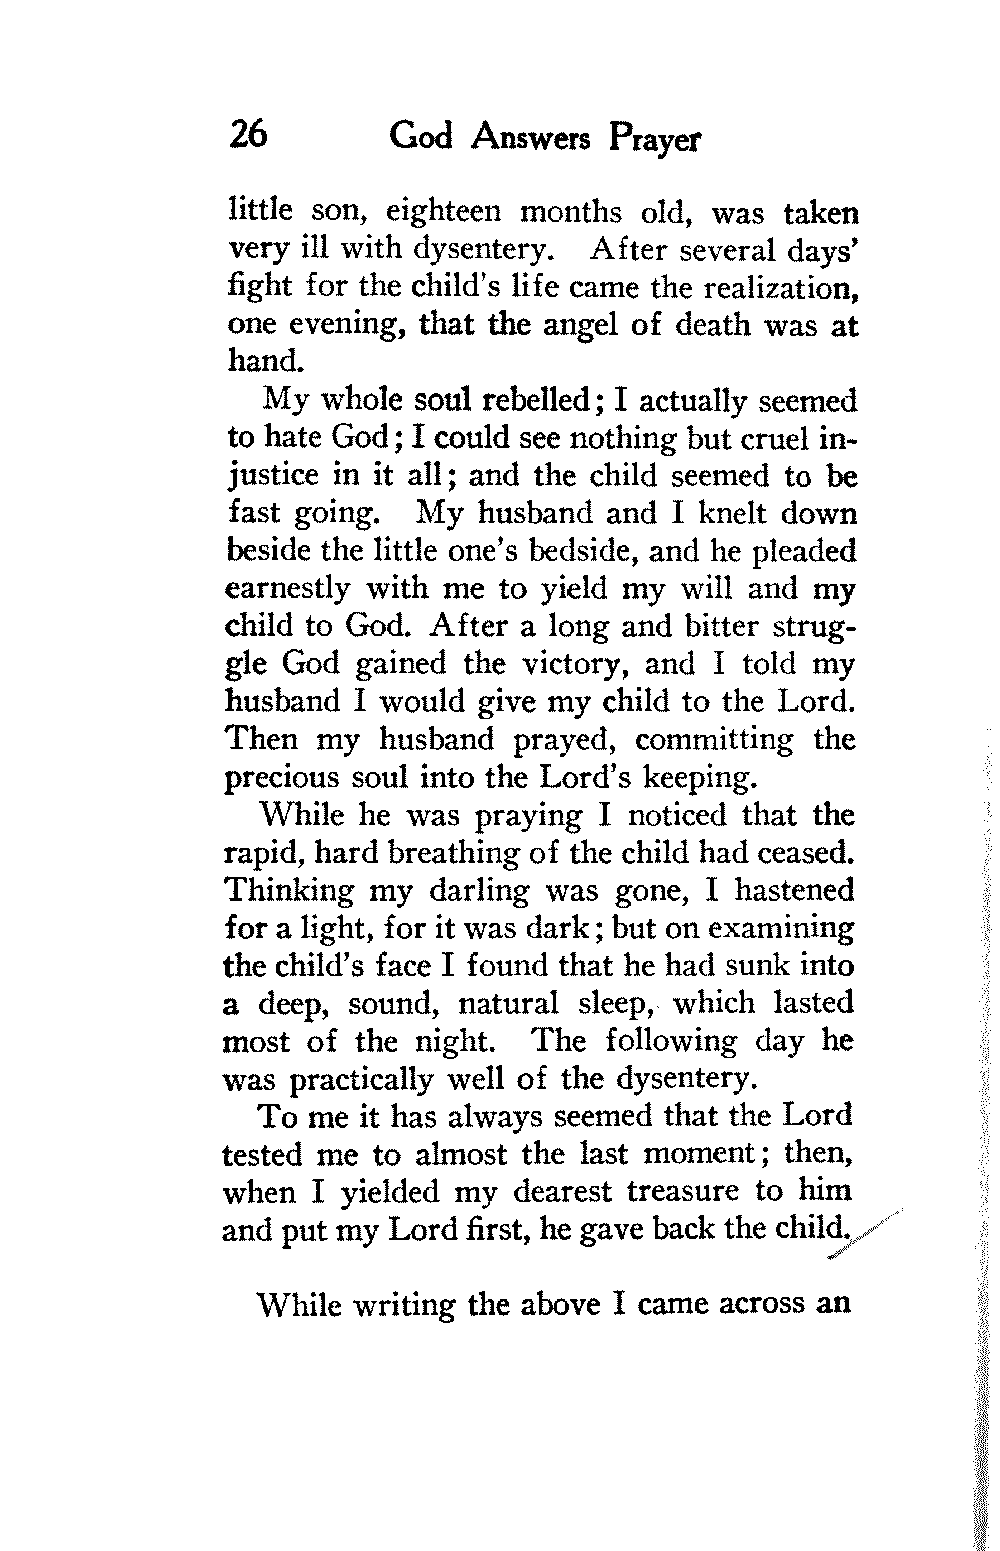 26 God Answers Prayer
little son, eighteen months old, was taken
very ill with dysentery. After several days'
fight for the child's life came the realization,
one evening, that the angel of death was at
hand.
My whole soul rebelled; I actually seemed
to hate God; I could see nothing but cruel in-
justice in it all; and the child seemed to be
fast going. My husband and I knelt down
beside the little one's bedside, and he pleaded
earnestly with me to yield my will and my
child to God. After a long and bitter strug-
gle God gained the victory, and I told my
husband I would give my child to the Lord.
Then my husband prayed, committing the
precious soul into the Lord's keeping.
While he was praying I noticed that the
rapid, hard breathing of the child had ceased.
Thinking my darling was gone, I hastened
for a light, for it was dark; but on examining
the child's face I found that he had sunk into
a deep, sound, natural sleep, which lasted
most of the night. The following day he
was practically well of the dysentery.
To me it has always seemed that the Lord
tested me to almost the last moment; then,
when I yielded my dearest treasure to him
and put my Lord first, he gave back the child.
While writing the above I came across an